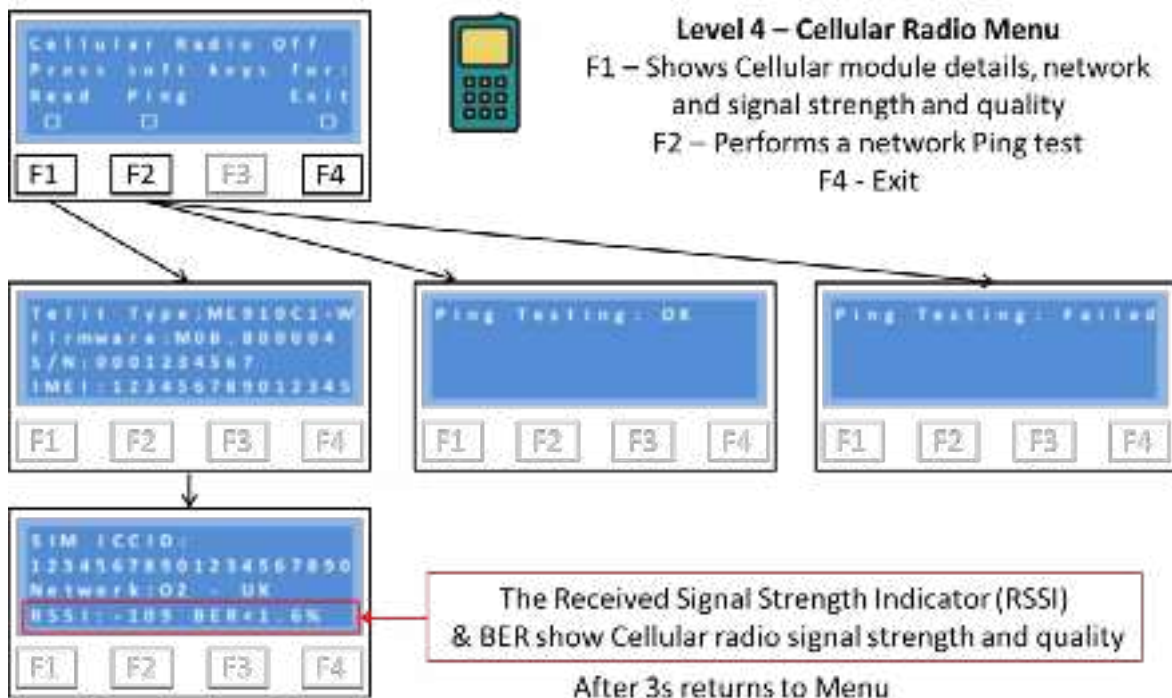 Cellular Radio Off
Press soft keys for:
Read Ping Exit
F1 F2 F3 F4
Level 4 – Cellular Radio Menu
F1 – Shows Cellular module details, network
and signal strength and quality
F2 – Performs a network Ping test
F4 - Exit
Telit Type:ME910C1-W
Firmware:M0B.800004
S/N:0001234567
IMEI:123456789012345
F1 F2 F3 F4
Ping Testing: OK
F1 F2 F3 F4
Ping Testing: Failed
F1 F2 F3 F4
SIM ICCID:
12345678901234567890
Network:O2 - UK
RSSI:-109 BER<1.6%
F1 F2 F3 F4
The Received Signal Strength Indicator (RSSI)
& BER show Cellular radio signal strength and quality
After 3s returns to Menu